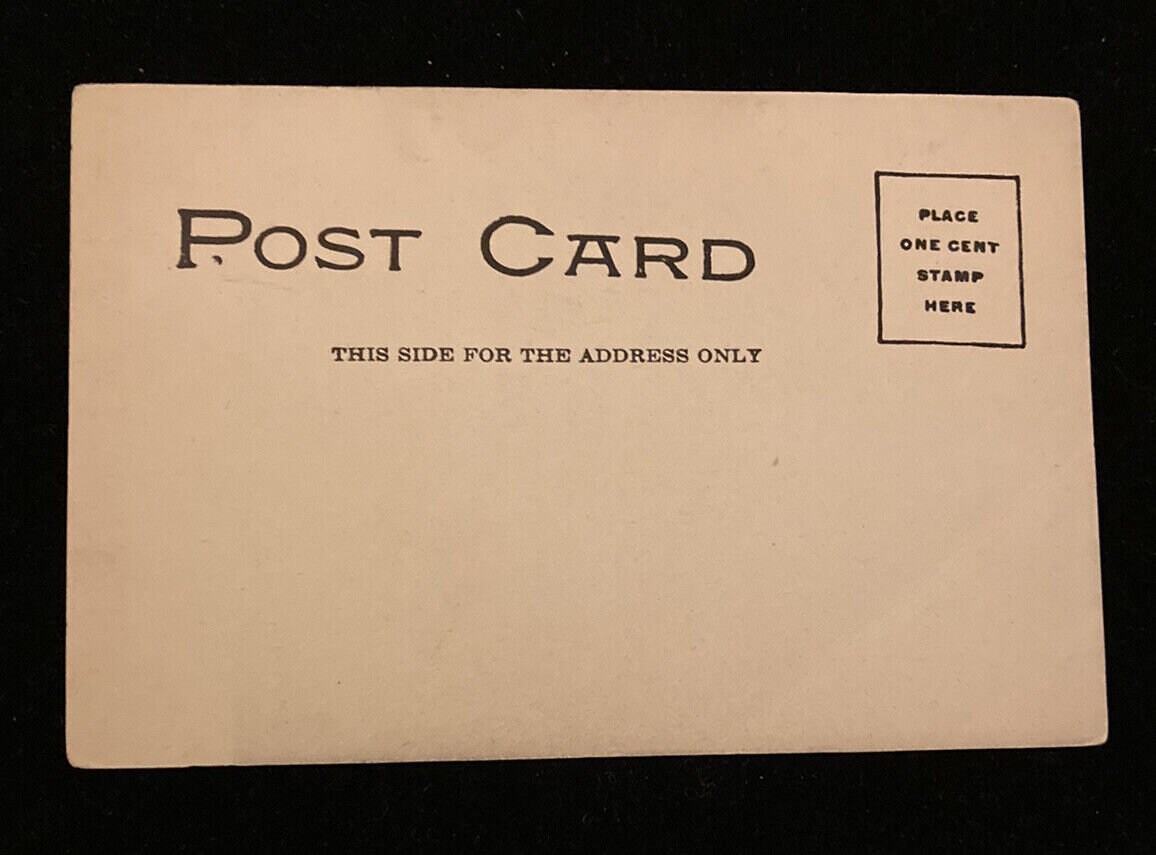 POST CARD
PLACE
ONE CENT
STAMP
HERE
THIS SIDE FOR THE ADDRESS ONLY